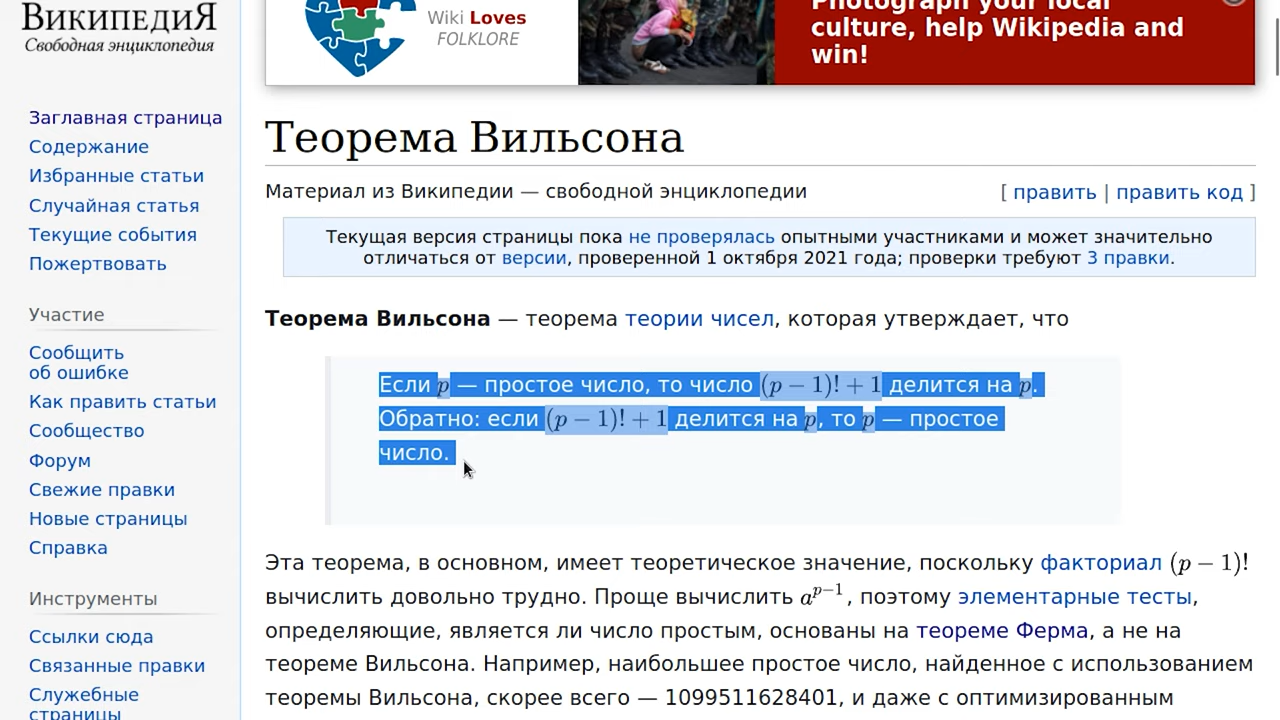 ВикипедиЯ
Свободная энциклопедия
Заглавная страница
Содержание
Избранные статьи
Случайная статья
Текущие события
Пожертвовать
Участие
Сообщить
об ошибке
Как править статьи
Сообщество
Форум
Свежие правки
Новые страницы
Справка
Инструменты
Ссылки сюда
Связанные правки
Служебные
страницы
Wiki Loves
FOLKLORE
Photograph your local
culture, help Wikipedia and
win!
Теорема Вильсона
Материал из Википедии — свободной энциклопедии
[ править | править код ]
Текущая версия страницы пока не проверялась опытными участниками и может значительно
отличаться от версии, проверенной 1 октября 2021 года; проверки требуют 3 правки.
Теорема Вильсона — теорема теории чисел, которая утверждает, что
Если p — простое число, то число (p − 1)! + 1 делится на p.
Обратно: если (p − 1)! + 1 делится на p, то p — простое
число.
Эта теорема, в основном, имеет теоретическое значение, поскольку факториал (p − 1)!
вычислить довольно трудно. Проще вычислить a^{p−1}, поэтому элементарные тесты,
определяющие, является ли число простым, основаны на теореме Ферма, а не на
теореме Вильсона. Например, наибольшее простое число, найденное с использованием
теоремы Вильсона, скорее всего — 1099511628401, и даже с оптимизированным